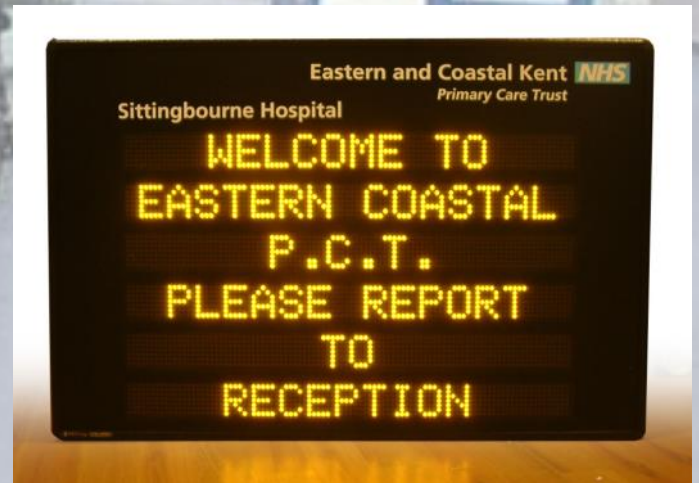 Eastern and Coastal Kent NHS
Primary Care Trust
Sittingbourne Hospital
WELCOME TO
EASTERN COASTAL
P.C.T.
PLEASE REPORT
TO
RECEPTION